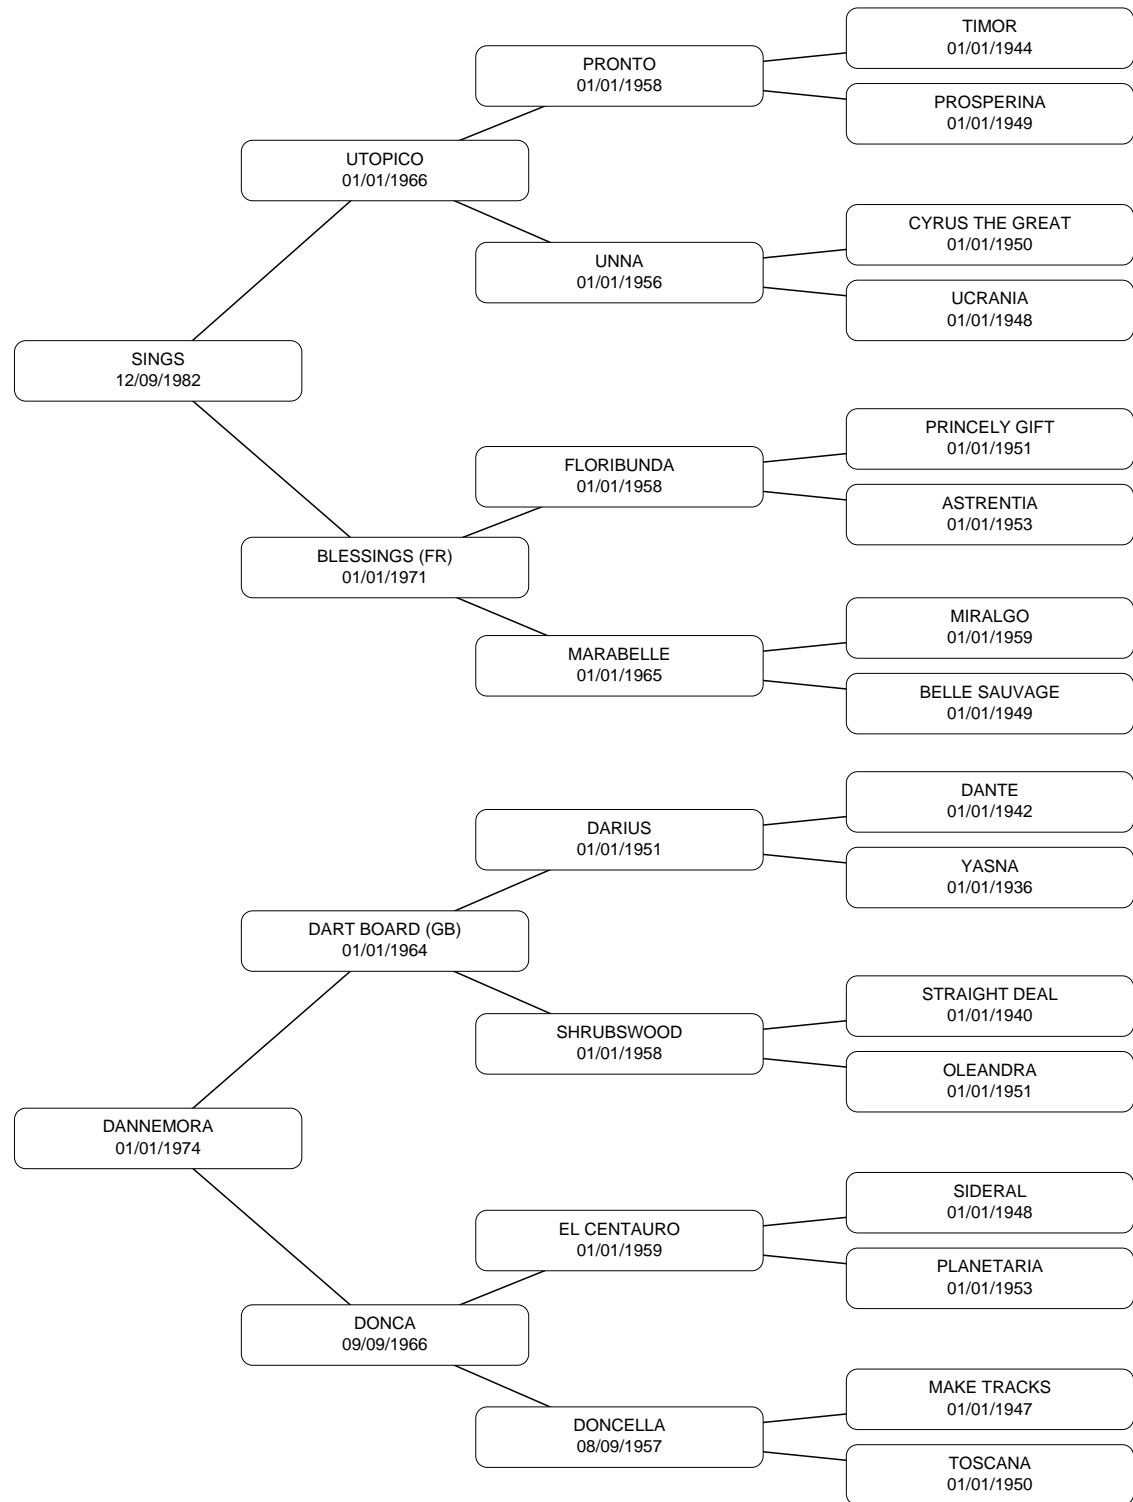 TIMOR
01/01/1944
PRONTO
01/01/1958
PROSPERINA
01/01/1949
UTOPICO
01/01/1966
CYRUS THE GREAT
01/01/1950
UNNA
01/01/1956
UCRANIA
01/01/1948
SINGS
12/09/1982
PRINCELY GIFT
01/01/1951
FLORIBUNDA
01/01/1958
ASTRENTIA
01/01/1953
BLESSINGS (FR)
01/01/1971
MIRALGO
01/01/1959
MARABELLE
01/01/1965
BELLE SAUVAGE
01/01/1949
DANTE
01/01/1942
DARIUS
01/01/1951
YASNA
01/01/1936
DART BOARD (GB)
01/01/1964
STRAIGHT DEAL
01/01/1940
SHRUBSWOOD
01/01/1958
OLEANDRA
01/01/1951
DANNEMORA
01/01/1974
SIDERAL
01/01/1948
EL CENTAURO
01/01/1959
PLANETARIA
01/01/1953
DONCA
09/09/1966
MAKE TRACKS
01/01/1947
DONCELLA
08/09/1957
TOSCANA
01/01/1950